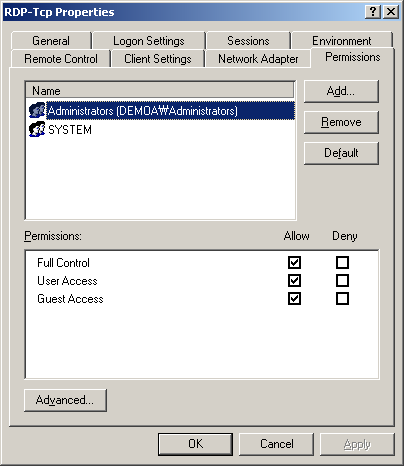 RDP-Tcp Properties
General Logon Settings Sessions Environment
Remote Control Client Settings Network Adapter Permissions
Name
Administrators (DEMOA₩Administrators)
SYSTEM
Add...
Remove
Default
Permissions: Allow Deny
Full Control
User Access
Guest Access
Advanced...
OK Cancel Apply